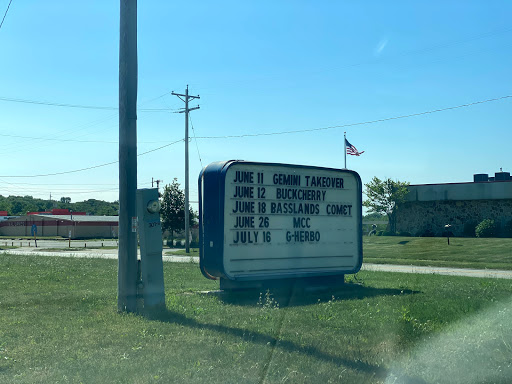 JUNE 11 GEMINI TAKEOVER
JUNE 12 BUCKCHERRY
JUNE 18 BASSLANDS COMET
JUNE 26 MCC
JULY 16 G-HERBO